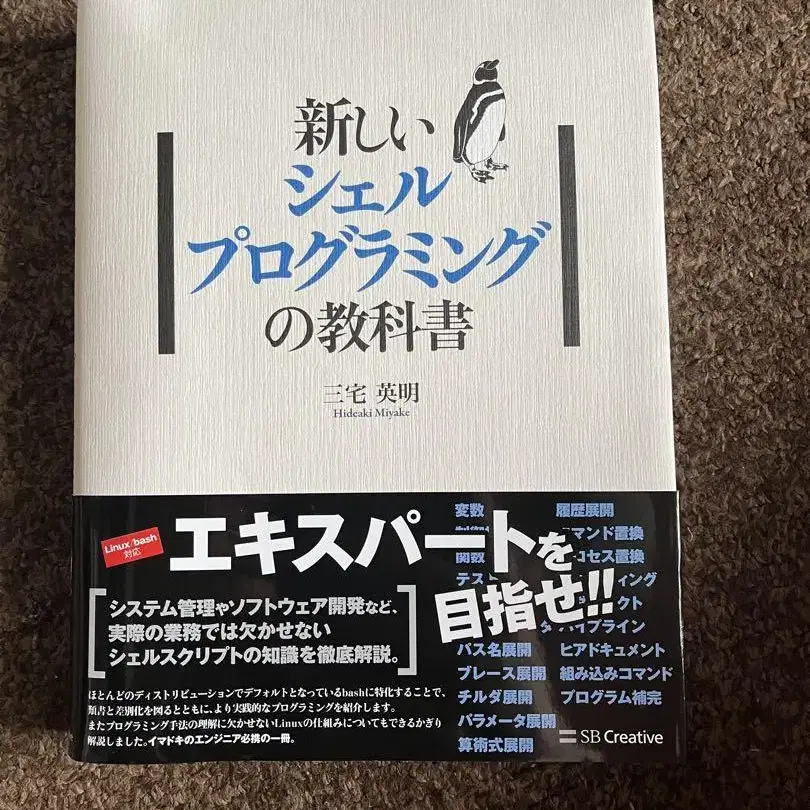 新しい
シェル
プログラミング
の教科書
三宅 英明
Hideaki Miyake
Linux/bash
対応
エキスパートを
目指せ!!
システム管理やソフトウェア開発など、
実際の業務では欠かせない
シェルスクリプトの知識を徹底解説。
ほとんどのディストリビューションでデフォルトとなっているbashに特化することで、
類書と差別化を図るとともに、より実践的なプログラミングを紹介します。
またプログラミング手法の理解に欠かせないLinuxの仕組みについてもできるかぎり
解説しました。イマドキのエンジニア必携の一冊。
変数
関数
パス名展開
ブレース展開
チルダ展開
パラメータ展開
算術式展開
履歴展開
マンド置換
ロセス置換
パイプライン
ヒアドキュメント
組み込みコマンド
プログラム補完
SB Creative